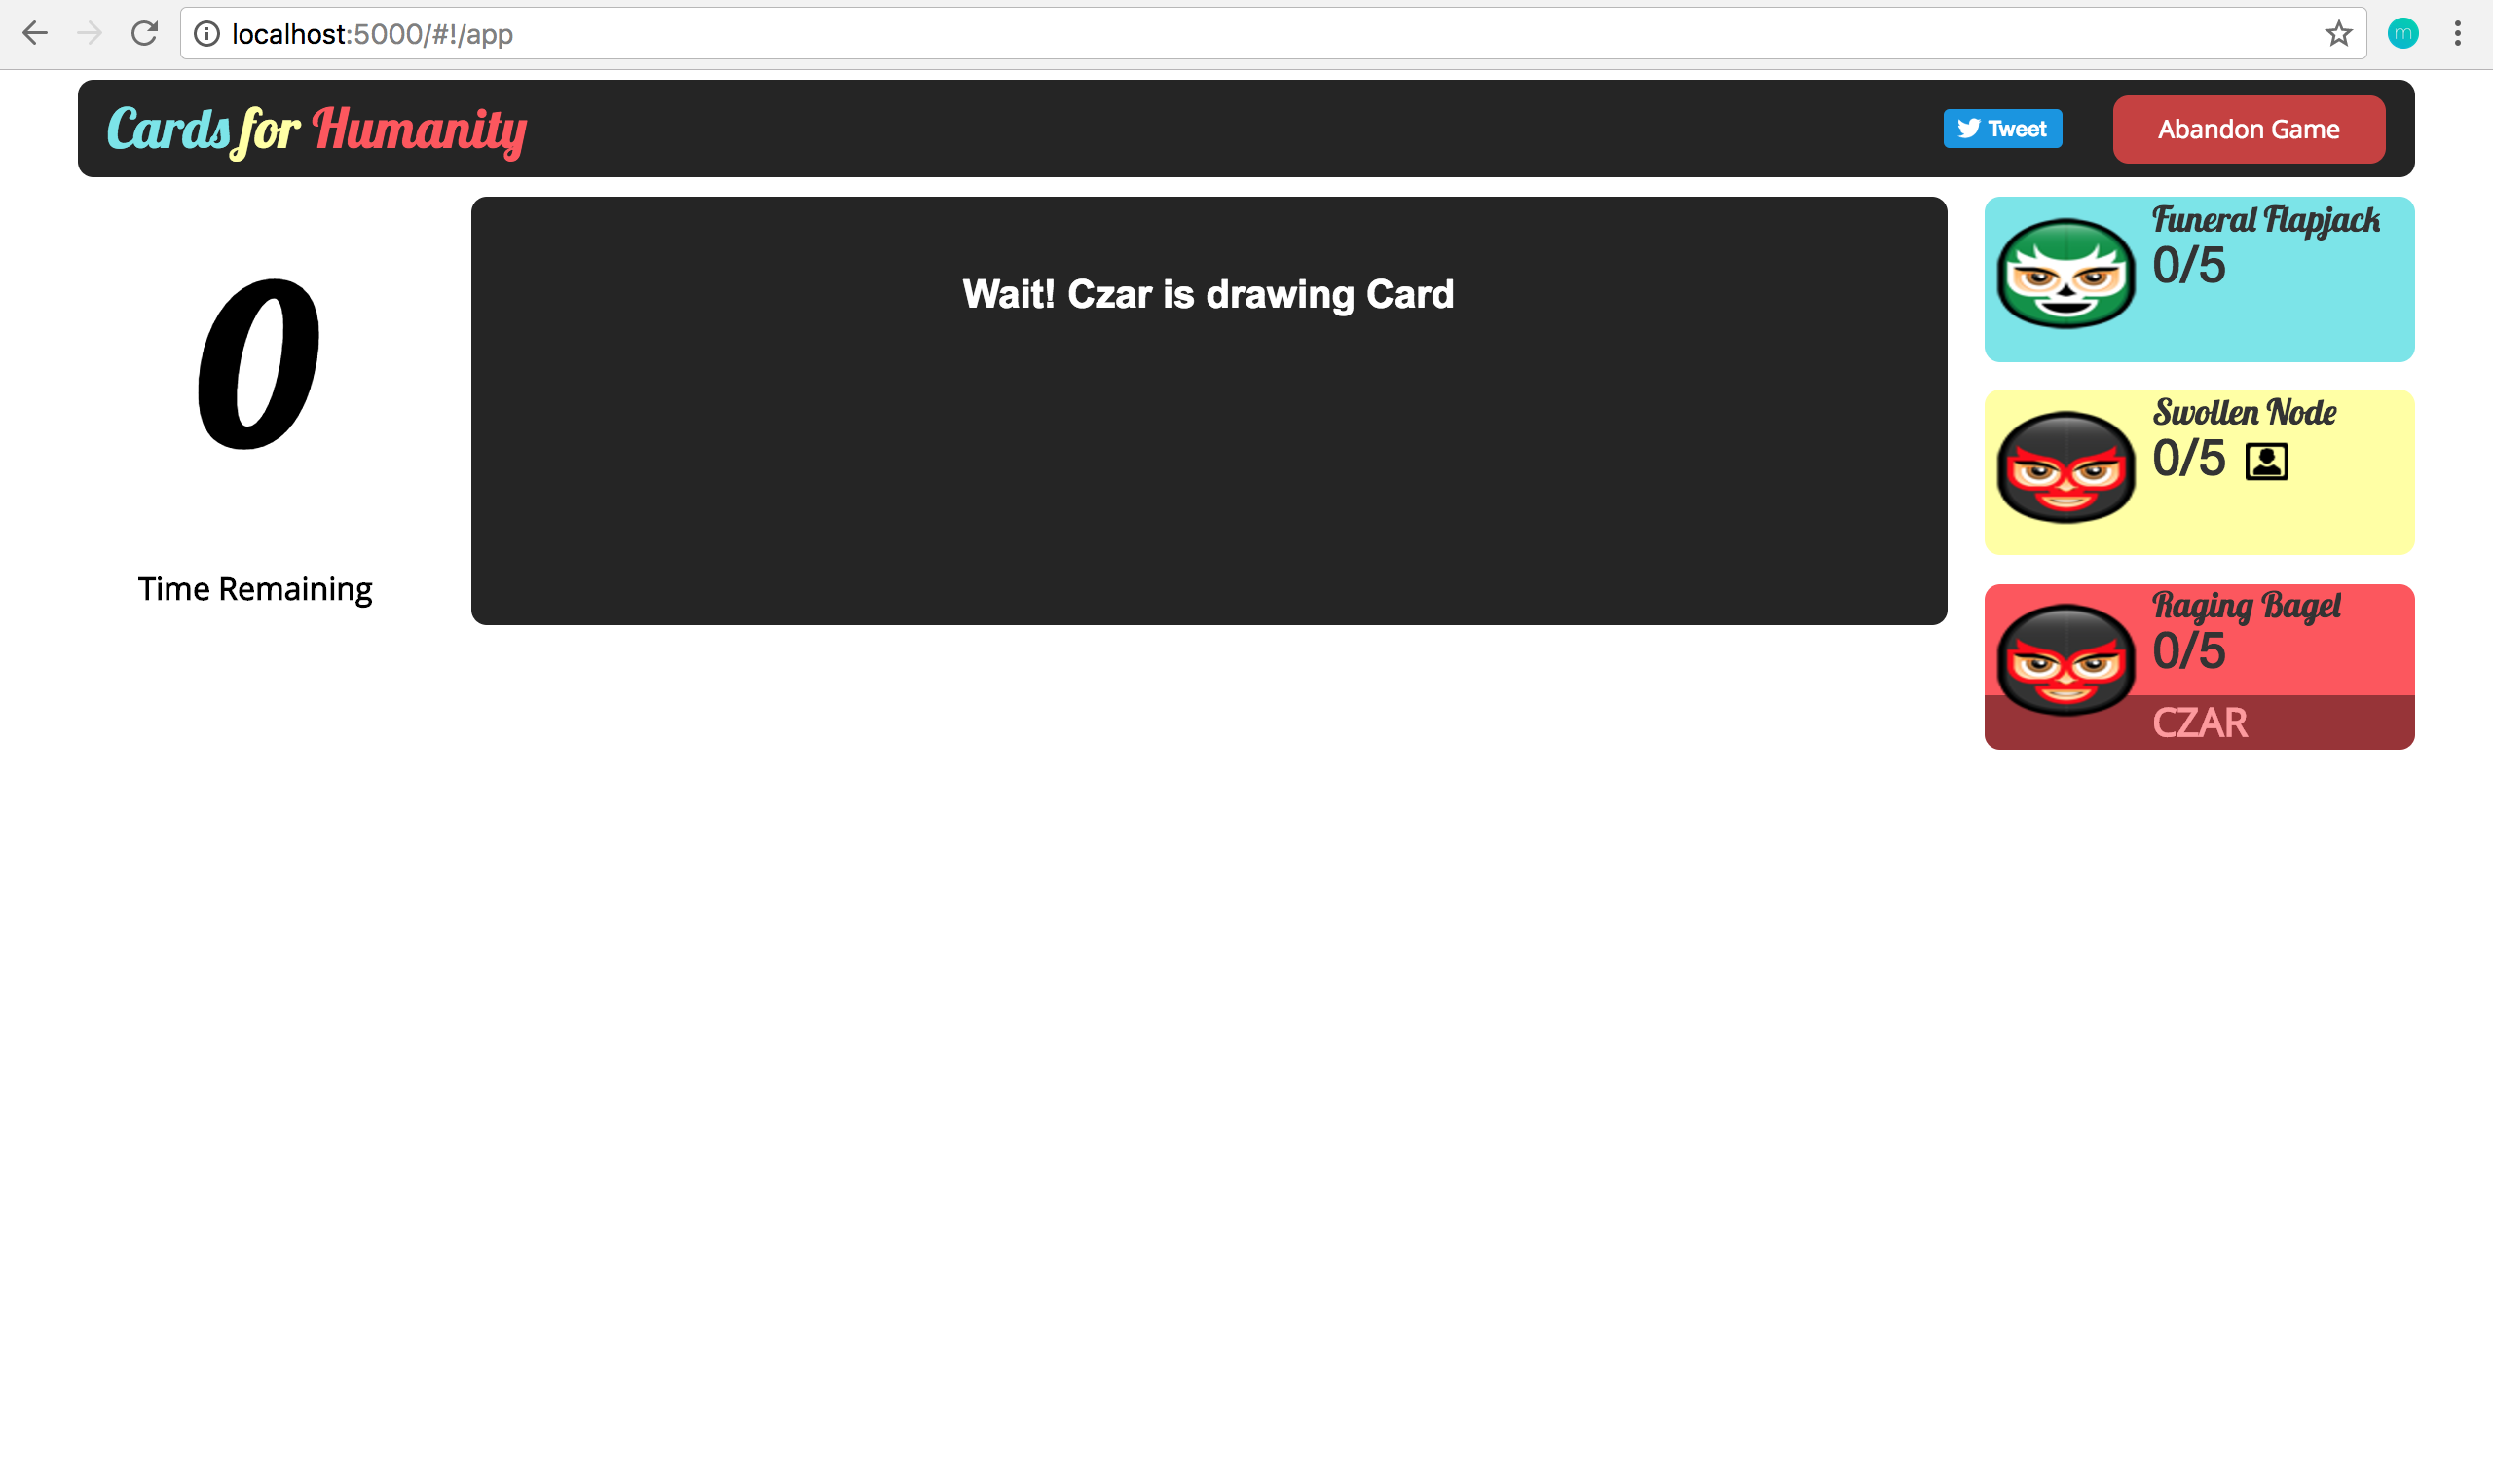 localhost:5000/#!/app
m
Cards for Humanity
Tweet
Abandon Game
0
Time Remaining
Wait! Czar is drawing Card
Funeral Flapjack
0/5
Swollen Node
0/5
Raging Bagel
0/5
CZAR